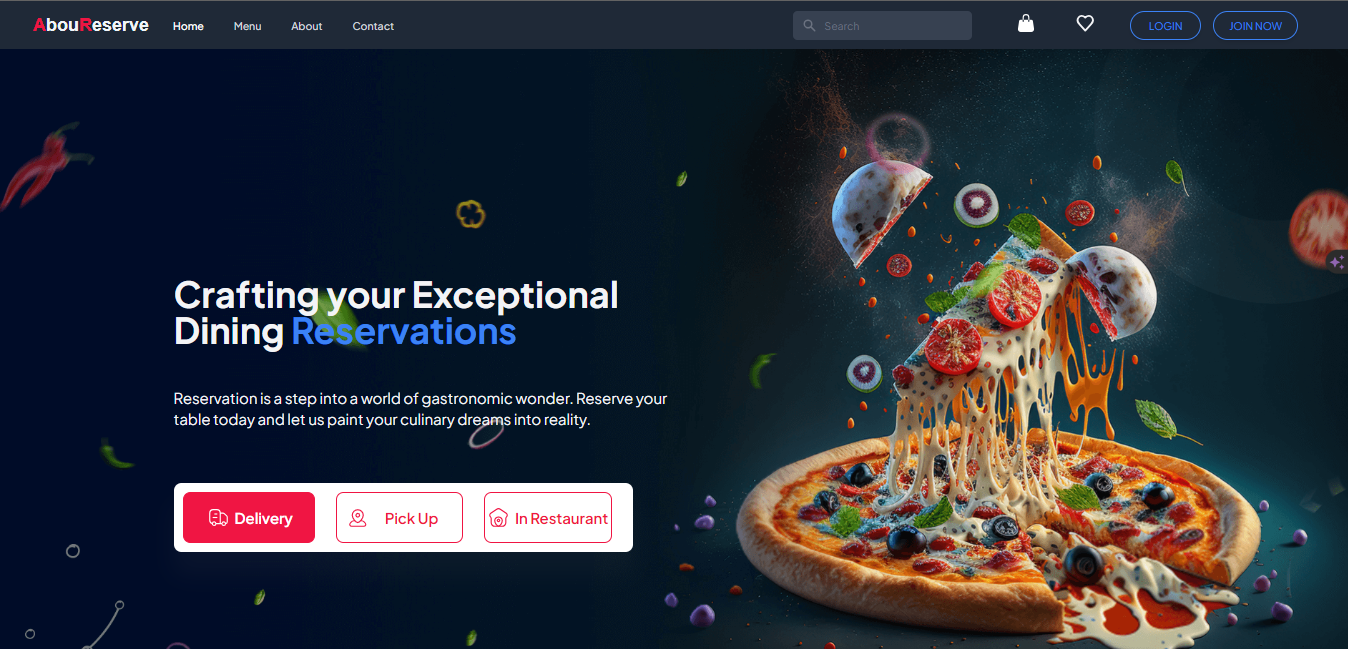 AbouReserve
Home
Menu
About
Contact
Search
LOGIN
JOIN NOW
Crafting your Exceptional
Dining Reservations
Reservation is a step into a world of gastronomic wonder. Reserve your
table today and let us paint your culinary dreams into reality.
Delivery
Pick Up
In Restaurant